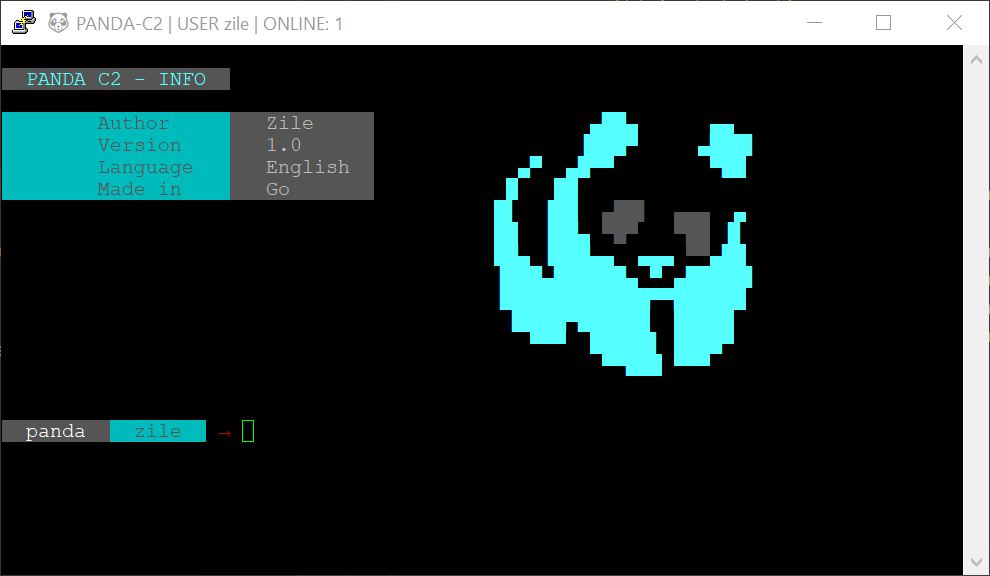 PANDA-C2 | USER zile | ONLINE: 1
PANDA C2 - INFO
Author Zile
Version 1.0
Language English
Made in Go
panda zile →